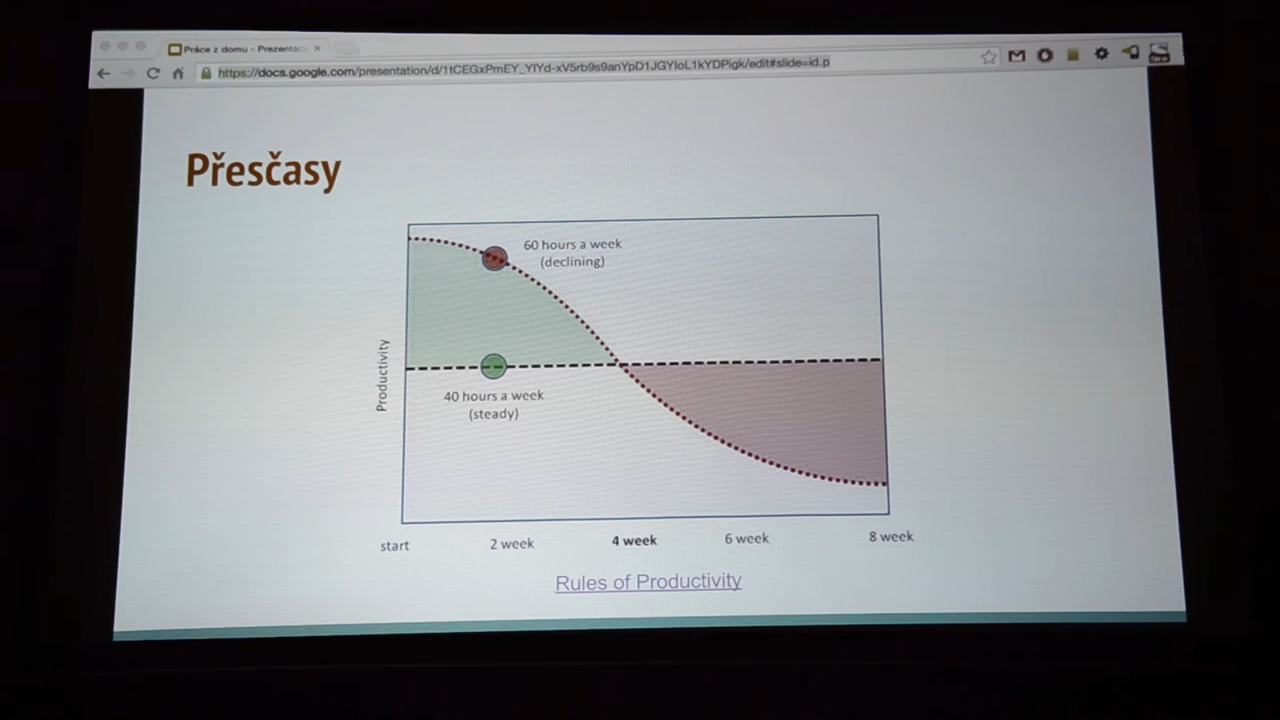 Práce z domu - Prezentac
https://docs.google.com/presentation/d/1tCEGxPmEY_YlYd-xV5rb9s9anYpD1JGYloL1kYDPigk/edit#slide=id.p
Přesčasy
60 hours a week
(declining)
Productivity
40 hours a week
(steady)
start
2 week
4 week
6 week
8 week
Rules of Productivity